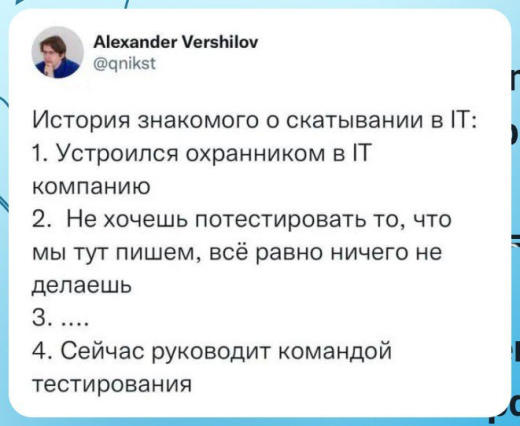 Alexander Vershilov
@qnikst
История знакомого о скатывании в IT:
1. Устроился охранником в IT
компанию
2.  Не хочешь потестировать то, что
мы тут пишем, всё равно ничего не
делаешь
3. ....
4. Сейчас руководит командой
тестирования